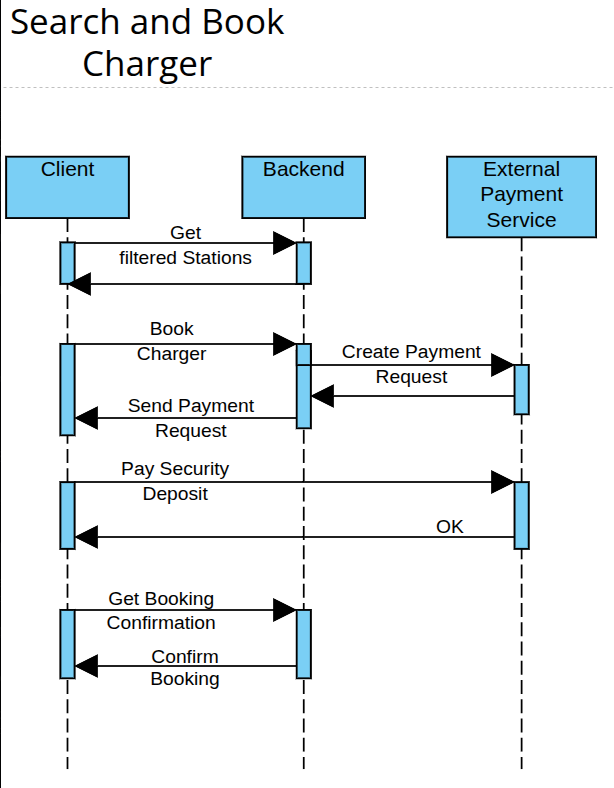 Search and Book
Charger
Client
Backend
External
Payment
Service
Get
filtered Stations
Book
Charger
Create Payment
Request
Send Payment
Request
Pay Security
Deposit
OK
Get Booking
Confirmation
Confirm
Booking